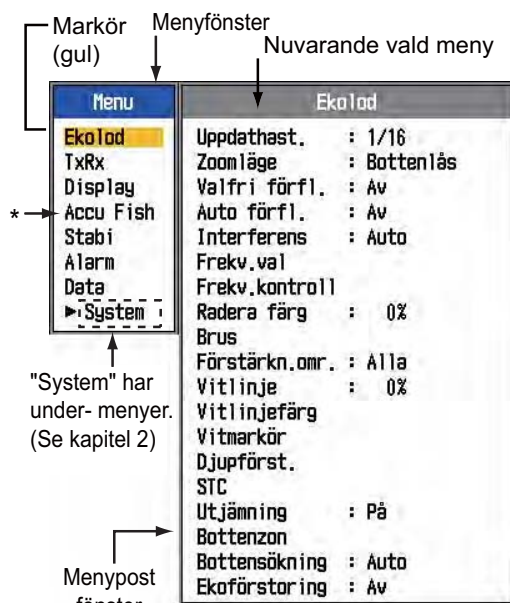 Markör
(gul)
Menyfönster
Nuvarande vald meny
Menu
Ekolod
TxRx
Display
* Accu Fish
Stabi
Alarm
Data
►System
"System" har
under- menyer.
(Se kapitel 2)
Menypost
fönster
Ekolod
Uppdathast. : 1/16
Zoomläge : Bottenlås
Valfri förfl. : Av
Auto förfl. : Av
Interferens : Auto
Frekv.val
Frekv.kontroll
Radera färg : 0%
Brus
Förstärkn.omr. : Alla
Vitlinje : 0%
Vitlinjefärg
Vitmarkör
Djupförst.
STC
Utjämning : På
Bottenzon
Bottensökning : Auto
Ekoförstoring : Av